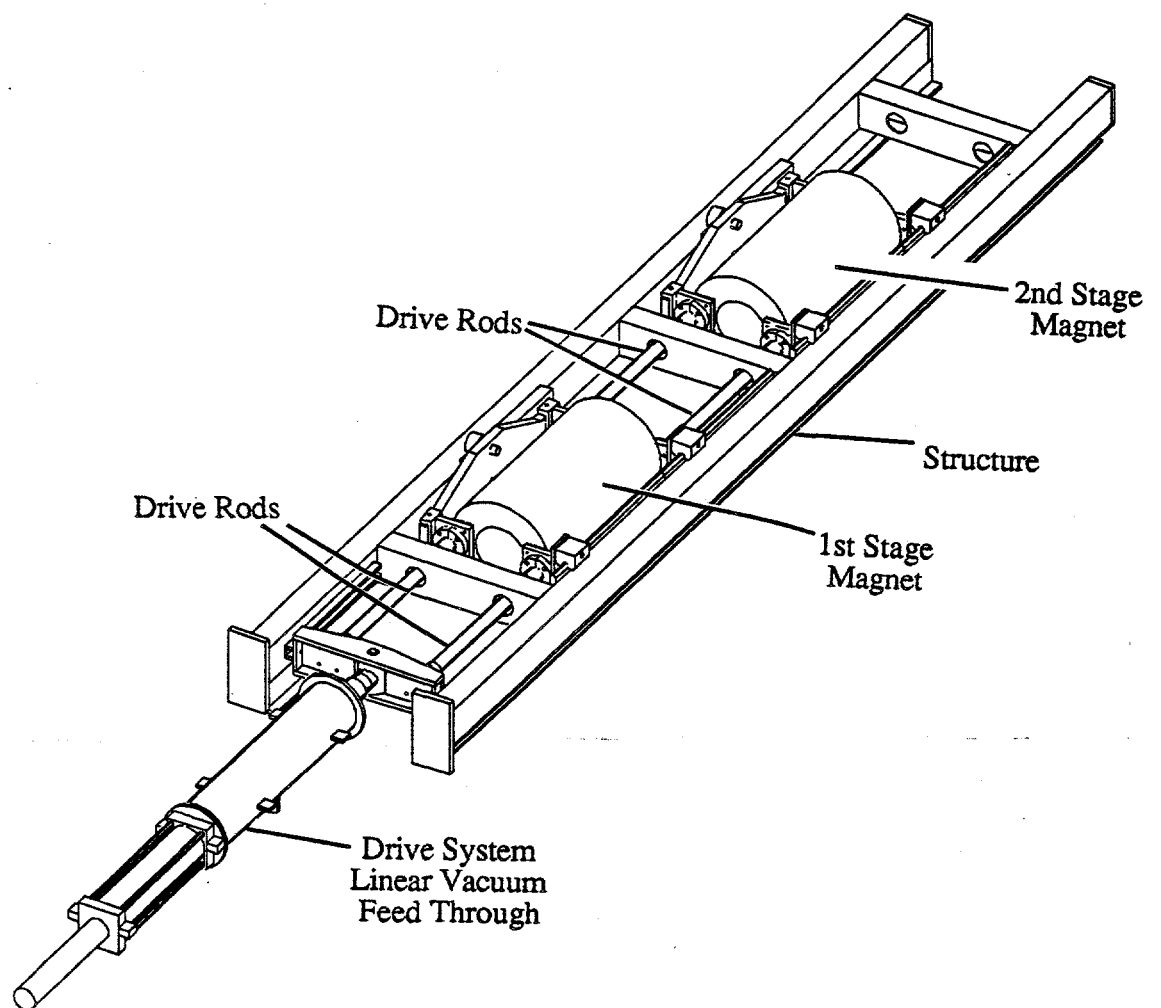 2nd Stage
Magnet
Drive Rods
Structure
Drive Rods
1st Stage
Magnet
Drive System
Linear Vacuum
Feed Through